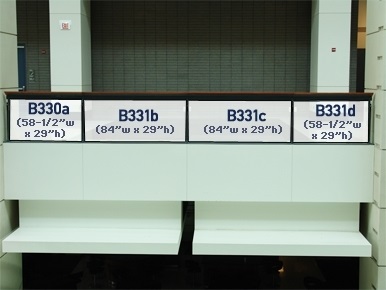 B330a
(58-1/2"w
x 29"h)
B331b
(84"w x 29"h)
B331c
(84"w x 29"h)
B331d
(58-1/2"w
x 29"h)